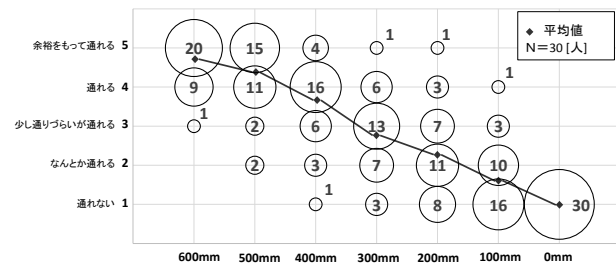 平均値
N＝30 [人]
余裕をもって通れる 5 20 15 4 1 1
通れる 4 9 11 16 6 3 1
少し通りづらいが通れる 3 1 2 6 13 7 3
なんとか通れる 2 2 3 7 11 10
通れない 1 1 3 8 16 30
600mm 500mm 400mm 300mm 200mm 100mm 0mm